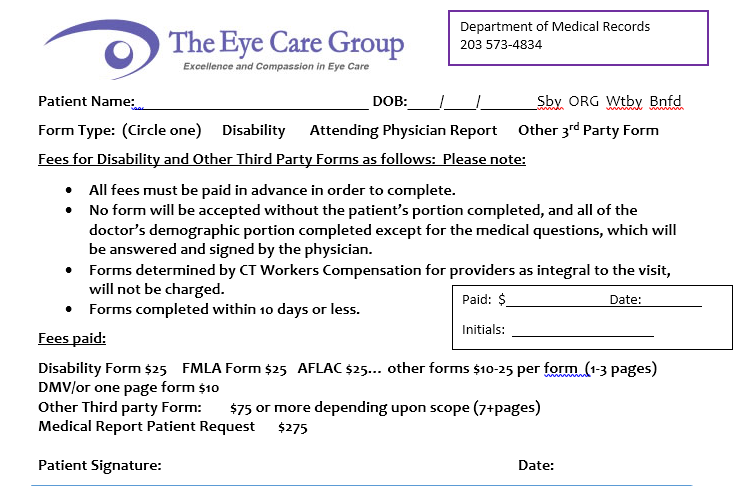 The Eye Care Group
Excellence and Compassion in Eye Care
Department of Medical Records
203 573-4834
Patient Name:______________________________ DOB:____/____/_______Sby ORG Wtby Bnfd
Form Type: (Circle one) Disability Attending Physician Report Other 3rd Party Form
Fees for Disability and Other Third Party Forms as follows: Please note:
• All fees must be paid in advance in order to complete.
• No form will be accepted without the patient's portion completed, and all of the
doctor's demographic portion completed except for the medical questions, which will
be answered and signed by the physician.
• Forms determined by CT Workers Compensation for providers as integral to the visit,
will not be charged.
• Forms completed within 10 days or less.
Paid: $_______________Date:_________
Initials: _____________________
Fees paid:
Disability Form $25 FMLA Form $25 AFLAC $25... other forms $10-25 per form (1-3 pages)
DMV/or one page form $10
Other Third party Form: $75 or more depending upon scope (7+pages)
Medical Report Patient Request $275
Patient Signature: Date: